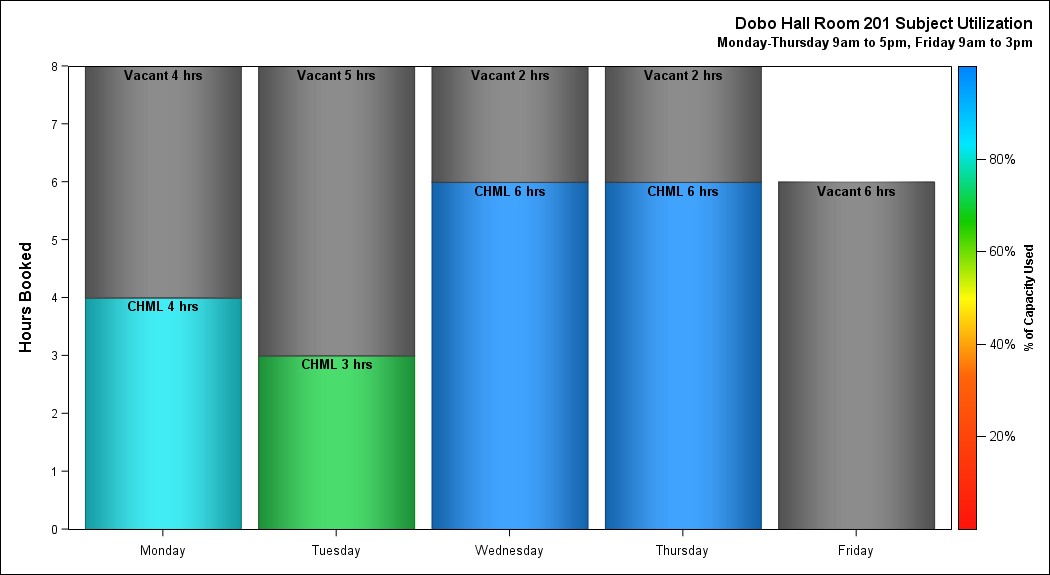 Dobo Hall Room 201 Subject Utilization
Monday-Thursday 9am to 5pm, Friday 9am to 3pm
Hours Booked
8
7
6
5
4
3
2
1
0
Vacant 4 hrs
CHML 4 hrs
Vacant 5 hrs
CHML 3 hrs
Vacant 2 hrs
CHML 6 hrs
Vacant 2 hrs
CHML 6 hrs
Vacant 6 hrs
Monday
Tuesday
Wednesday
Thursday
Friday
80%
60%
40%
20%
% of Capacity Used